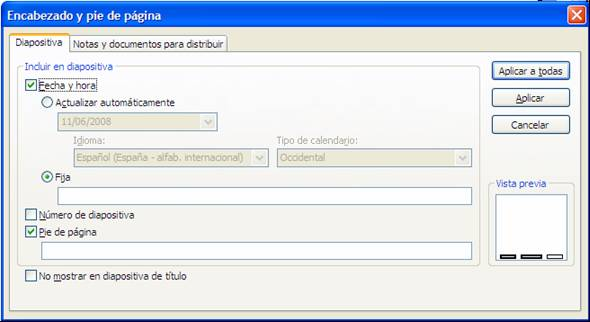 Encabezado y pie de página
Diapositiva
Notas y documentos para distribuir
Incluir en diapositiva
Fecha y hora
Actualizar automáticamente
11/06/2008
Idioma:
Tipo de calendario:
Español (España - alfab. internacional)
Occidental
Fija
Número de diapositiva
Pie de página
No mostrar en diapositiva de título
Aplicar a todas
Aplicar
Cancelar
Vista previa